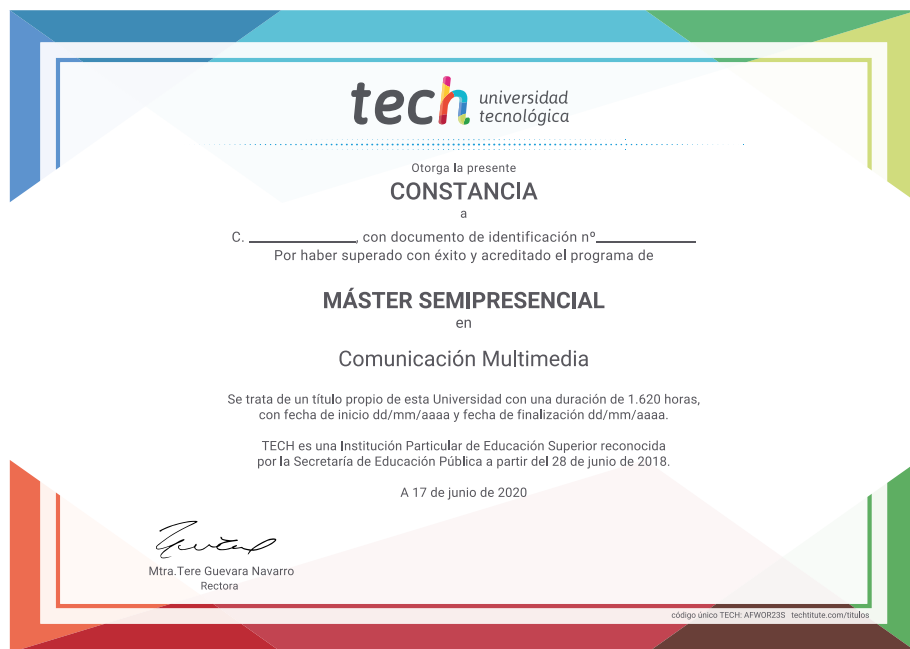 tech universidad
tecnológica
Otorga la presente
CONSTANCIA
a
C. ______________, con documento de identificación nº_____________
Por haber superado con éxito y acreditado el programa de
MÁSTER SEMIPRESENCIAL
en
Comunicación Multimedia
Se trata de un título propio de esta Universidad con una duración de 1.620 horas,
con fecha de inicio dd/mm/aaaa y fecha de finalización dd/mm/aaaa.
TECH es una Institución Particular de Educación Superior reconocida
por la Secretaría de Educación Pública a partir del 28 de junio de 2018.
A 17 de junio de 2020
Mtra.Tere Guevara Navarro
Rectora
código único TECH: AFWOR23S techtitute.com/titulos